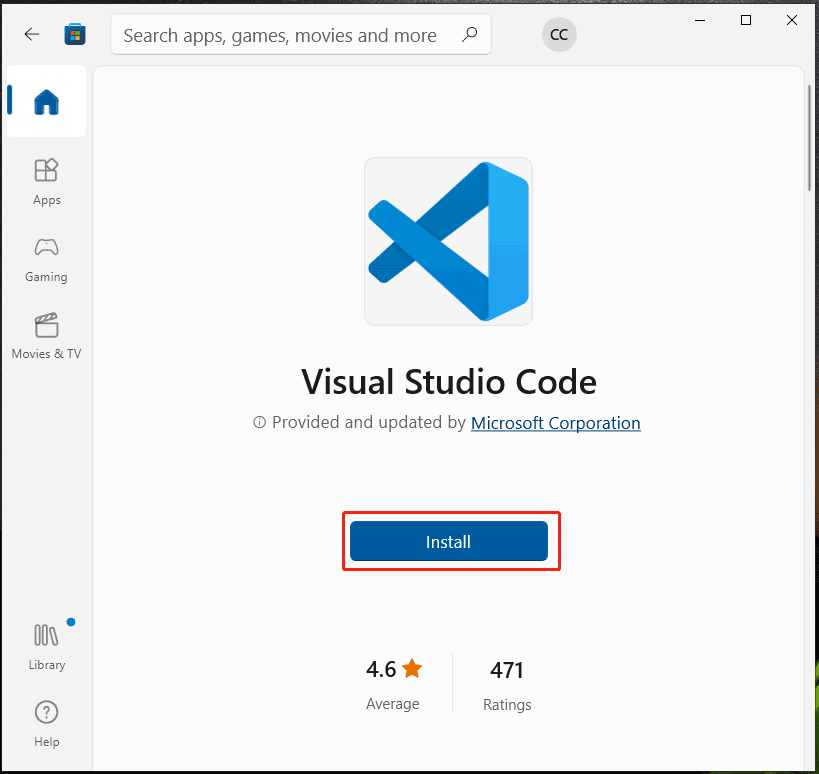 Search apps, games, movies and more
CC
Apps
Gaming
Movies & TV
Visual Studio Code
Provided and updated by Microsoft Corporation
Install
4.6
471
Average
Ratings
Library
Help